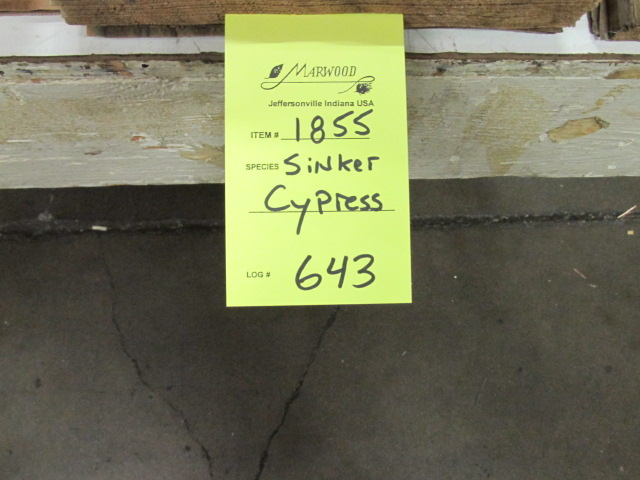 MARWOOD
Jeffersonville Indiana USA
ITEM # 1855
SPECIES Sinker
Cypress
LOG # 643